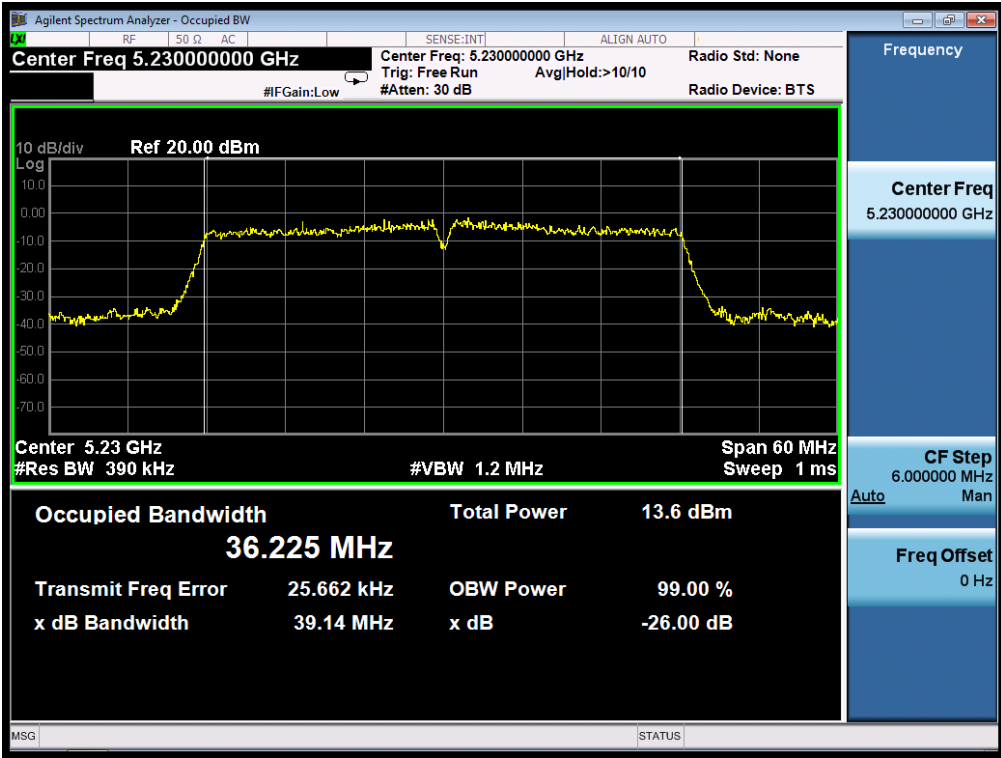 Agilent Spectrum Analyzer - Occupied BW
LXI RF 50 Ω AC SENSE:INT ALIGN AUTO
Center Freq 5.230000000 GHz
#IFGain:Low
Center Freq: 5.230000000 GHz
Trig: Free Run Avg|Hold:>10/10
#Atten: 30 dB
Radio Std: None
Radio Device: BTS
10 dB/div Ref 20.00 dBm
Log
10.0
0.00
-10.0
-20.0
-30.0
-40.0
-50.0
-60.0
-70.0
Center 5.23 GHz Span 60 MHz
#Res BW 390 kHz #VBW 1.2 MHz Sweep 1 ms
Occupied Bandwidth Total Power 13.6 dBm
36.225 MHz
Transmit Freq Error 25.662 kHz OBW Power 99.00 %
x dB Bandwidth 39.14 MHz x dB -26.00 dB
Frequency
Center Freq
5.230000000 GHz
CF Step
6.000000 MHz
Auto Man
Freq Offset
0 Hz
MSG STATUS